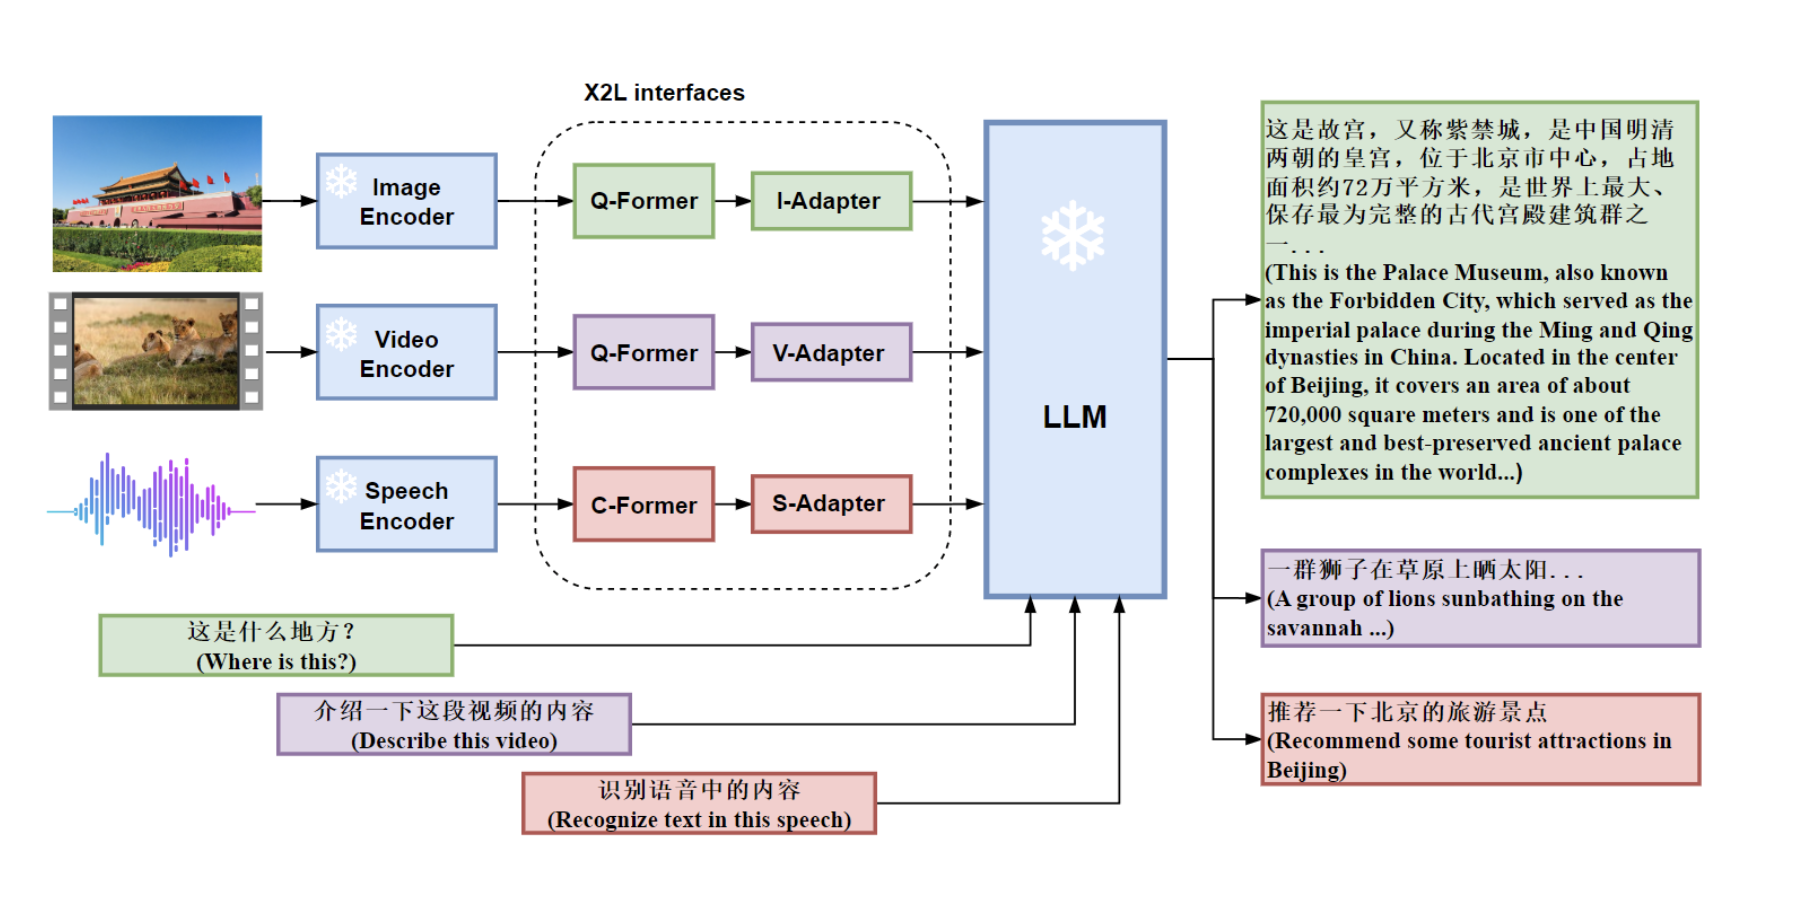 X2L interfaces
Image
Encoder
Q-Former
I-Adapter
Video
Encoder
Q-Former
V-Adapter
Speech
Encoder
C-Former
S-Adapter
LLM
这是什么地方？
(Where is this?)
介绍一下这段视频的内容
(Describe this video)
识别语音中的内容
(Recognize text in this speech)
这是故宫，又称紫禁城，是中国明清
两朝的皇宫，位于北京市中心，占地
面积约72万平方米，是世界上最大、
保存最为完整的古代宫殿建筑群之
一...
(This is the Palace Museum, also known
as the Forbidden City, which served as the
imperial palace during the Ming and Qing
dynasties in China. Located in the center
of Beijing, it covers an area of about
720,000 square meters and is one of the
largest and best-preserved ancient palace
complexes in the world...)
一群狮子在草原上晒太阳...
(A group of lions sunbathing on the
savannah ...)
推荐一下北京的旅游景点
(Recommend some tourist attractions in
Beijing)